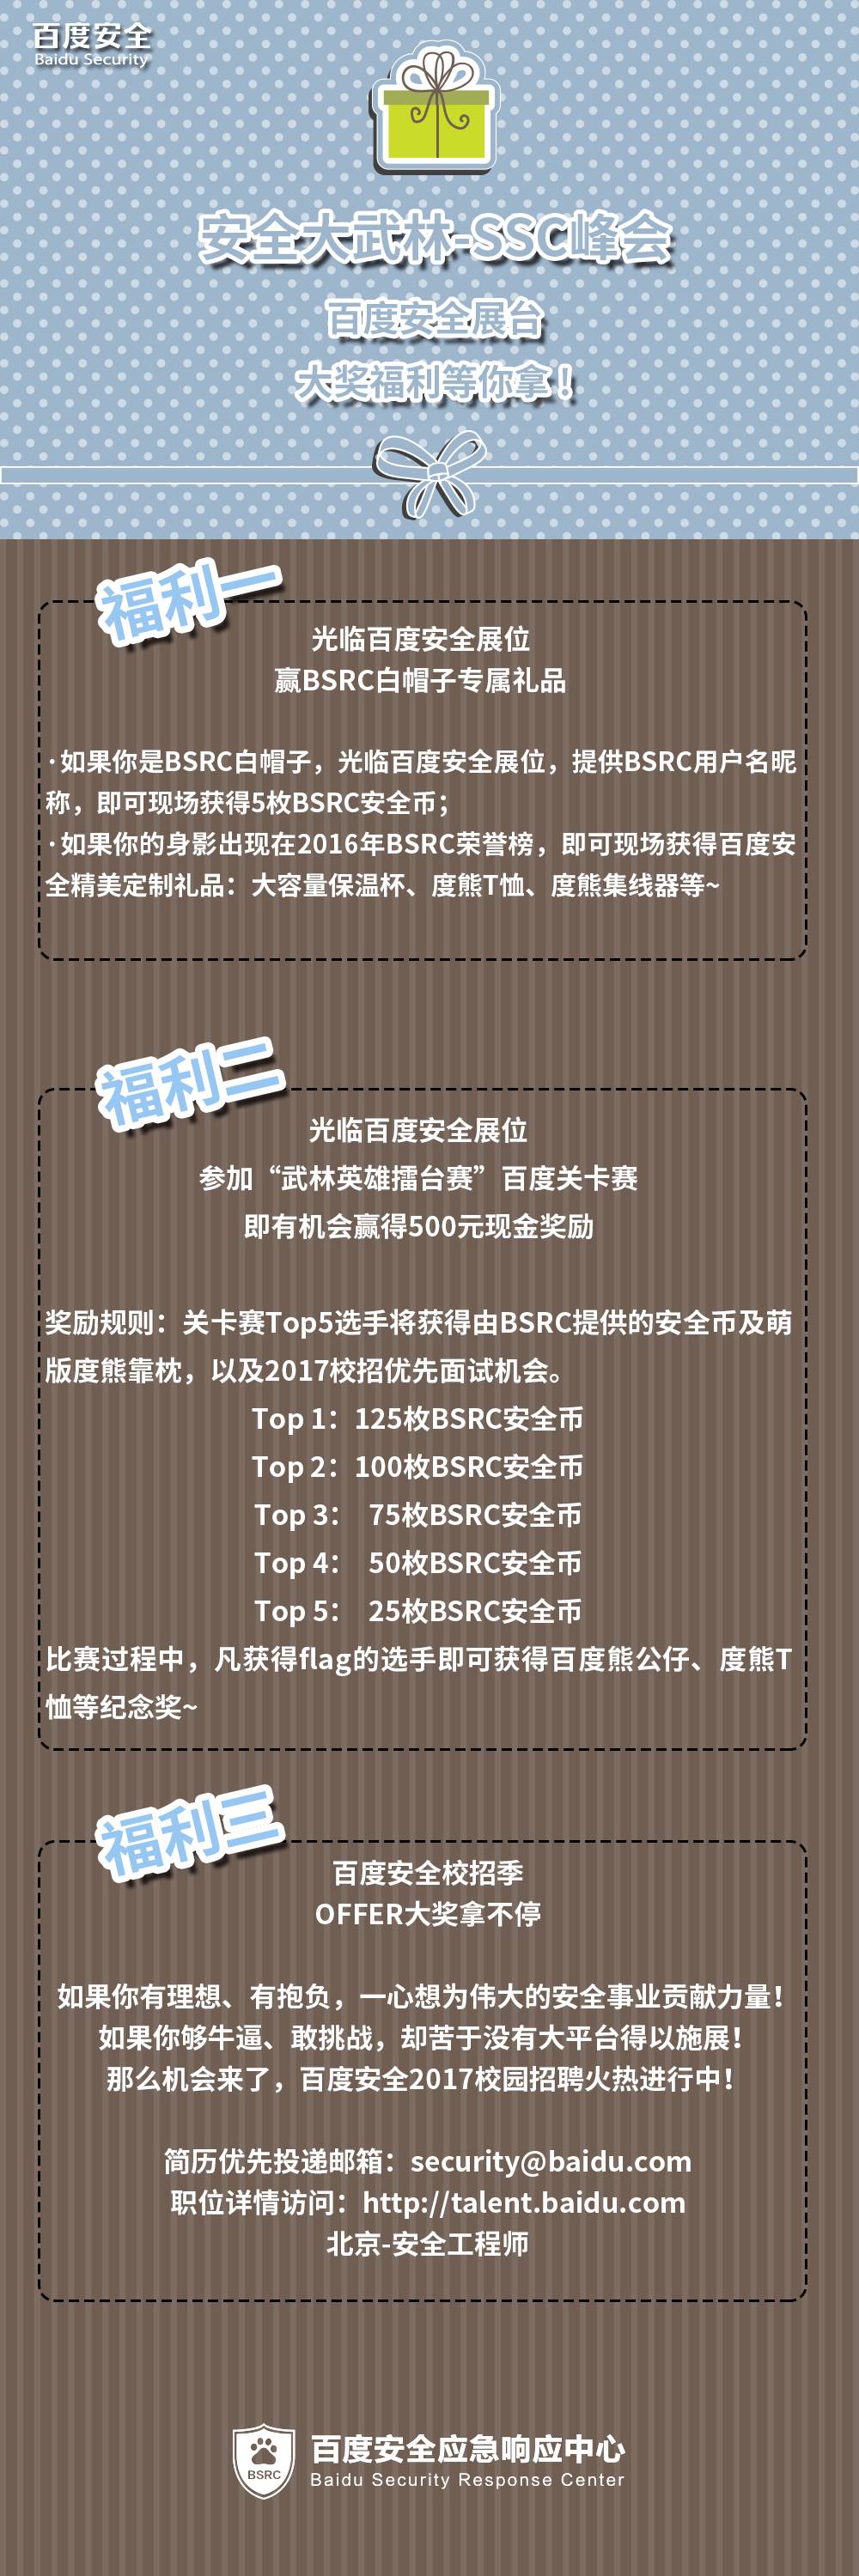 百度安全
Baidu Security
安全大武林-SSC峰会
百度安全展台
大奖福利等你拿！
福利一
光临百度安全展位
赢BSRC白帽子专属礼品
·如果你是BSRC白帽子，光临百度安全展位，提供BSRC用户名昵
称，即可现场获得5枚BSRC安全币；
·如果你的身影出现在2016年BSRC荣誉榜，即可现场获得百度安
全精美定制礼品：大容量保温杯、度熊T恤、度熊集线器等~
福利二
光临百度安全展位
参加“武林英雄擂台赛”百度关卡赛
即有机会赢得500元现金奖励
奖励规则：关卡赛Top5选手将获得由BSRC提供的安全币及萌
版度熊靠枕，以及2017校招优先面试机会。
Top 1：125枚BSRC安全币
Top 2：100枚BSRC安全币
Top 3： 75枚BSRC安全币
Top 4： 50枚BSRC安全币
Top 5： 25枚BSRC安全币
比赛过程中，凡获得flag的选手即可获得百度熊公仔、度熊T
恤等纪念奖~
福利三
百度安全校招季
OFFER大奖拿不停
如果你有理想、有抱负，一心想为伟大的安全事业贡献力量！
如果你够牛逼、敢挑战，却苦于没有大平台得以施展！
那么机会来了，百度安全2017校园招聘火热进行中！
简历优先投递邮箱：security@baidu.com
职位详情访问：http://talent.baidu.com
北京-安全工程师
BSRC
百度安全应急响应中心
Baidu Security Response Center